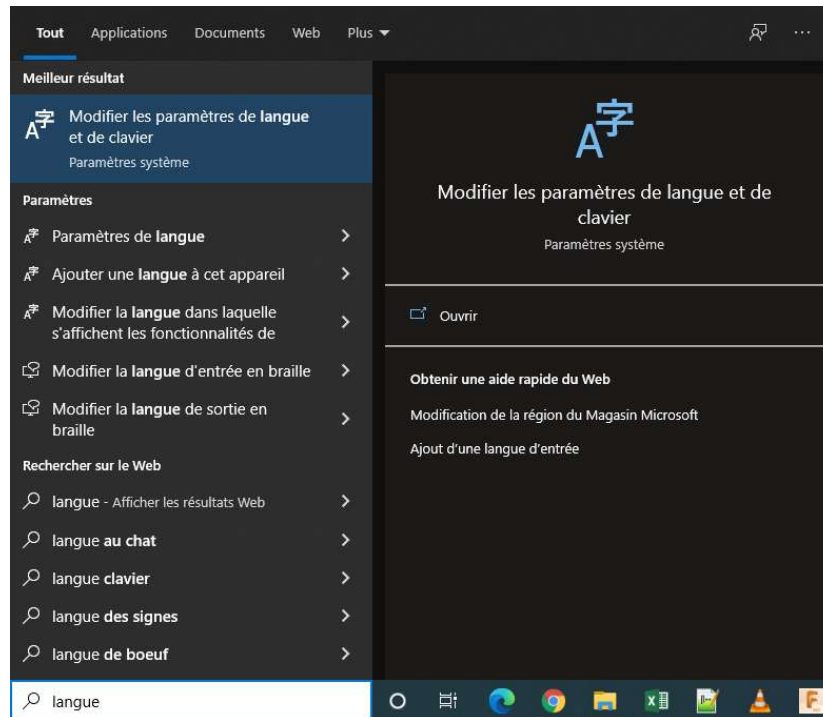 Tout Applications Documents Web Plus
Meilleur résultat
Modifier les paramètres de langue
et de clavier
Paramètres système
Paramètres
Paramètres de langue
Ajouter une langue à cet appareil
Modifier la langue dans laquelle
s'affichent les fonctionnalités de
Modifier la langue d'entrée en braille
Modifier la langue de sortie en
braille
Rechercher sur le Web
langue - Afficher les résultats Web
langue au chat
langue clavier
langue des signes
langue de boeuf
langue
A字
Modifier les paramètres de langue et de
clavier
Paramètres système
Ouvrir
Obtenir une aide rapide du Web
Modification de la région du Magasin Microsoft
Ajout d'une langue d'entrée